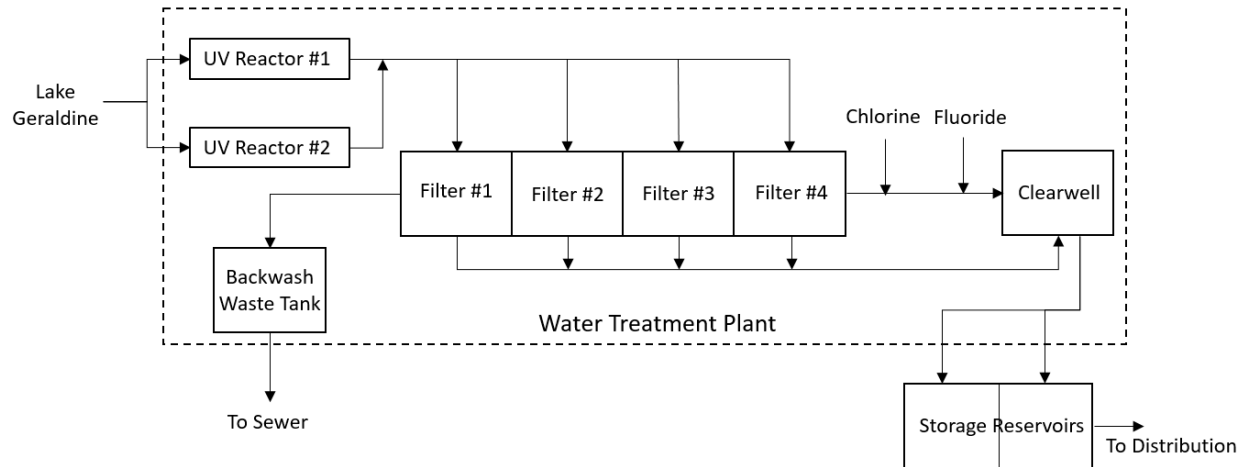 UV Reactor #1
Lake
Geraldine
UV Reactor #2
Chlorine
Fluoride
Filter #1
Filter #2
Filter #3
Filter #4
Clearwell
Backwash
Waste Tank
Water Treatment Plant
To Sewer
Storage Reservoirs
To Distribution